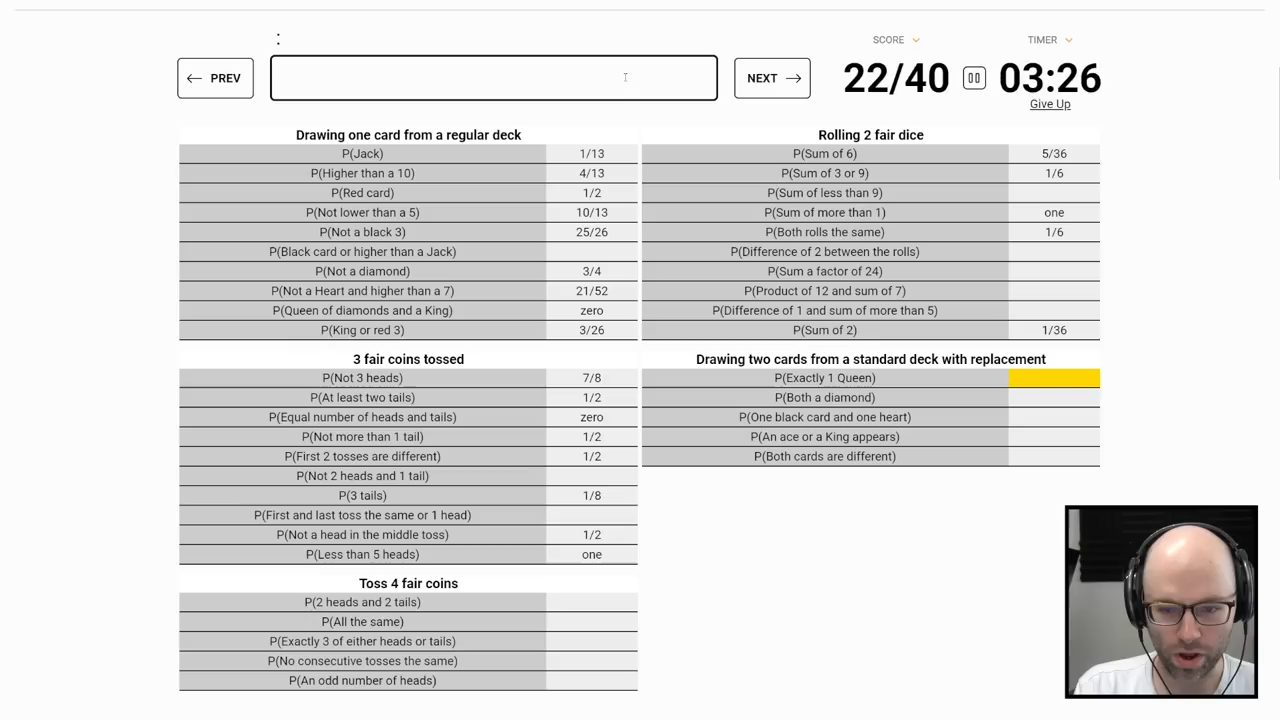 :
SCORE
TIMER
PREV
NEXT
22/40
03:26
Give Up
Drawing one card from a regular deck
P(Jack) 1/13
P(Higher than a 10) 4/13
P(Red card) 1/2
P(Not lower than a 5) 10/13
P(Not a black 3) 25/26
P(Black card or higher than a Jack)
P(Not a diamond) 3/4
P(Not a Heart and higher than a 7) 21/52
P(Queen of diamonds and a King) zero
P(King or red 3) 3/26
3 fair coins tossed
P(Not 3 heads) 7/8
P(At least two tails) 1/2
P(Equal number of heads and tails) zero
P(Not more than 1 tail) 1/2
P(First 2 tosses are different) 1/2
P(Not 2 heads and 1 tail)
P(3 tails) 1/8
P(First and last toss the same or 1 head)
P(Not a head in the middle toss) 1/2
P(Less than 5 heads) one
Toss 4 fair coins
P(2 heads and 2 tails)
P(All the same)
P(Exactly 3 of either heads or tails)
P(No consecutive tosses the same)
P(An odd number of heads)
Rolling 2 fair dice
P(Sum of 6) 5/36
P(Sum of 3 or 9) 1/6
P(Sum of less than 9)
P(Sum of more than 1) one
P(Both rolls the same) 1/6
P(Difference of 2 between the rolls)
P(Sum a factor of 24)
P(Product of 12 and sum of 7)
P(Difference of 1 and sum of more than 5)
P(Sum of 2) 1/36
Drawing two cards from a standard deck with replacement
P(Exactly 1 Queen)
P(Both a diamond)
P(One black card and one heart)
P(An ace or a King appears)
P(Both cards are different)